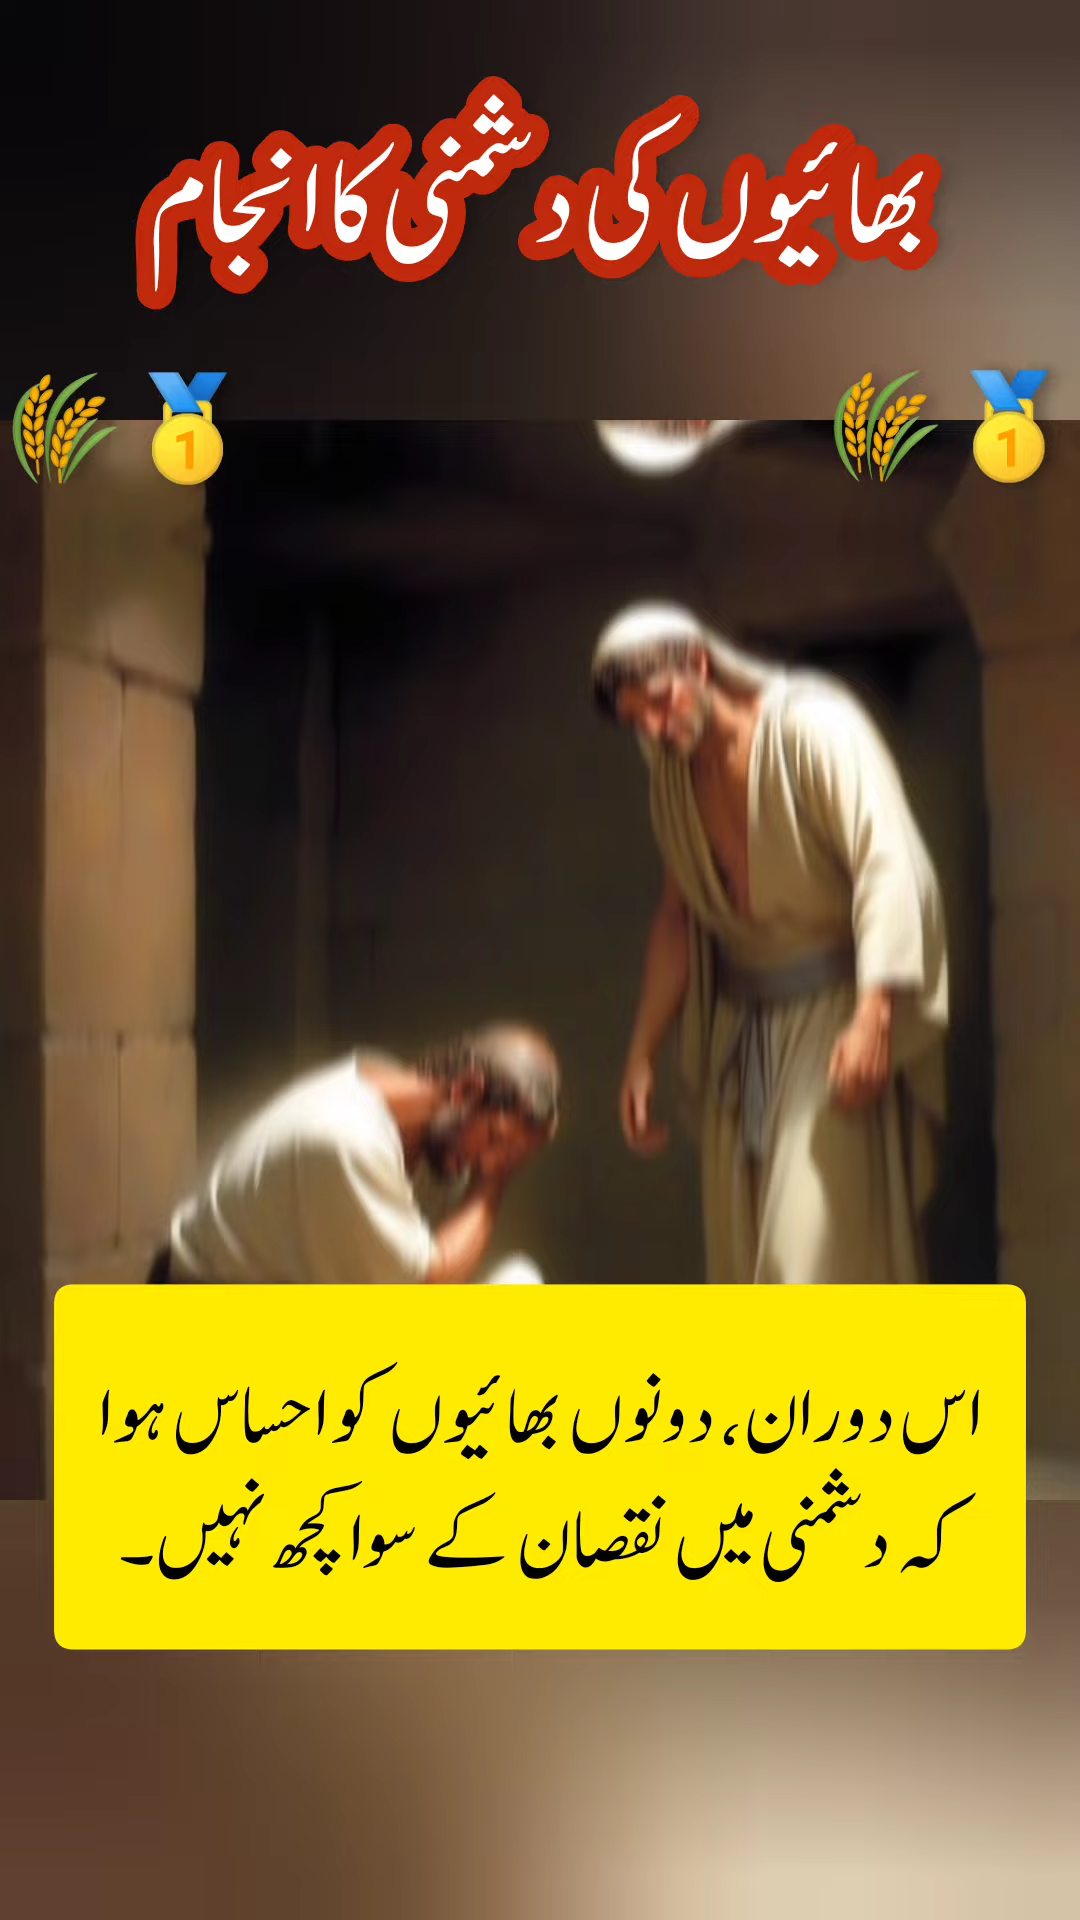 بھائیوں کی دشمنی کا انجام
اس دوران، دونوں بھائیوں کو احساس ہوا
کہ دشمنی میں نقصان کے سوا کچھ نہیں۔